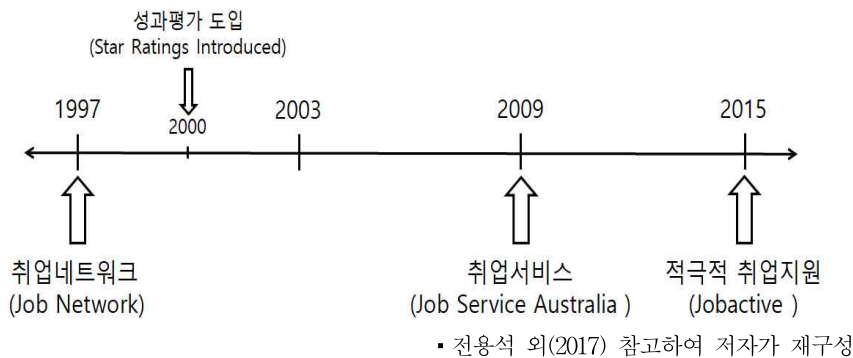 성과평가 도입
(Star Ratings Introduced)
1997
2000
2003
2009
2015
취업네트워크
(Job Network)
취업서비스
(Job Service Australia )
적극적 취업지원
(Jobactive )
▪ 전용석 외(2017) 참고하여 저자가 재구성